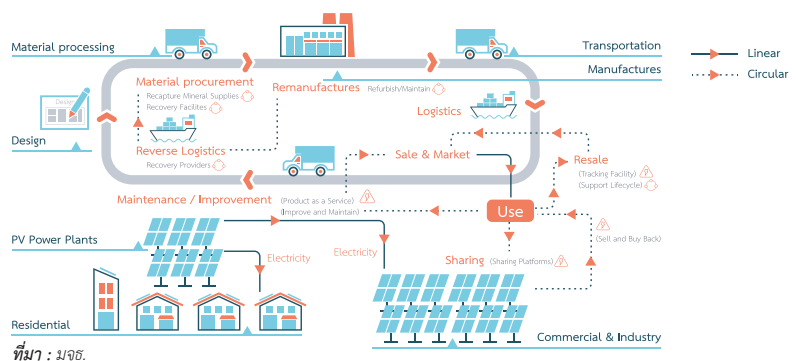 Material processing
Transportation
Manufactures
Linear
Circular
Material procurement
Recapture Mineral Supplies
Recovery Facilites
Remanufactures
Refurbish/Maintain
Logistics
Design
Design
Reverse Logistics
Recovery Providers
Sale & Market
Resale
(Tracking Facility)
(Support Lifecycle)
Maintenance / Improvement
(Product as a Service)
(Improve and Maintain)
Use
(Sell and Buy Back)
PV Power Plants
Electricity
Electricity
Sharing (Sharing Platforms)
Residential
Commercial & Industry
ที่มา : มจธ.